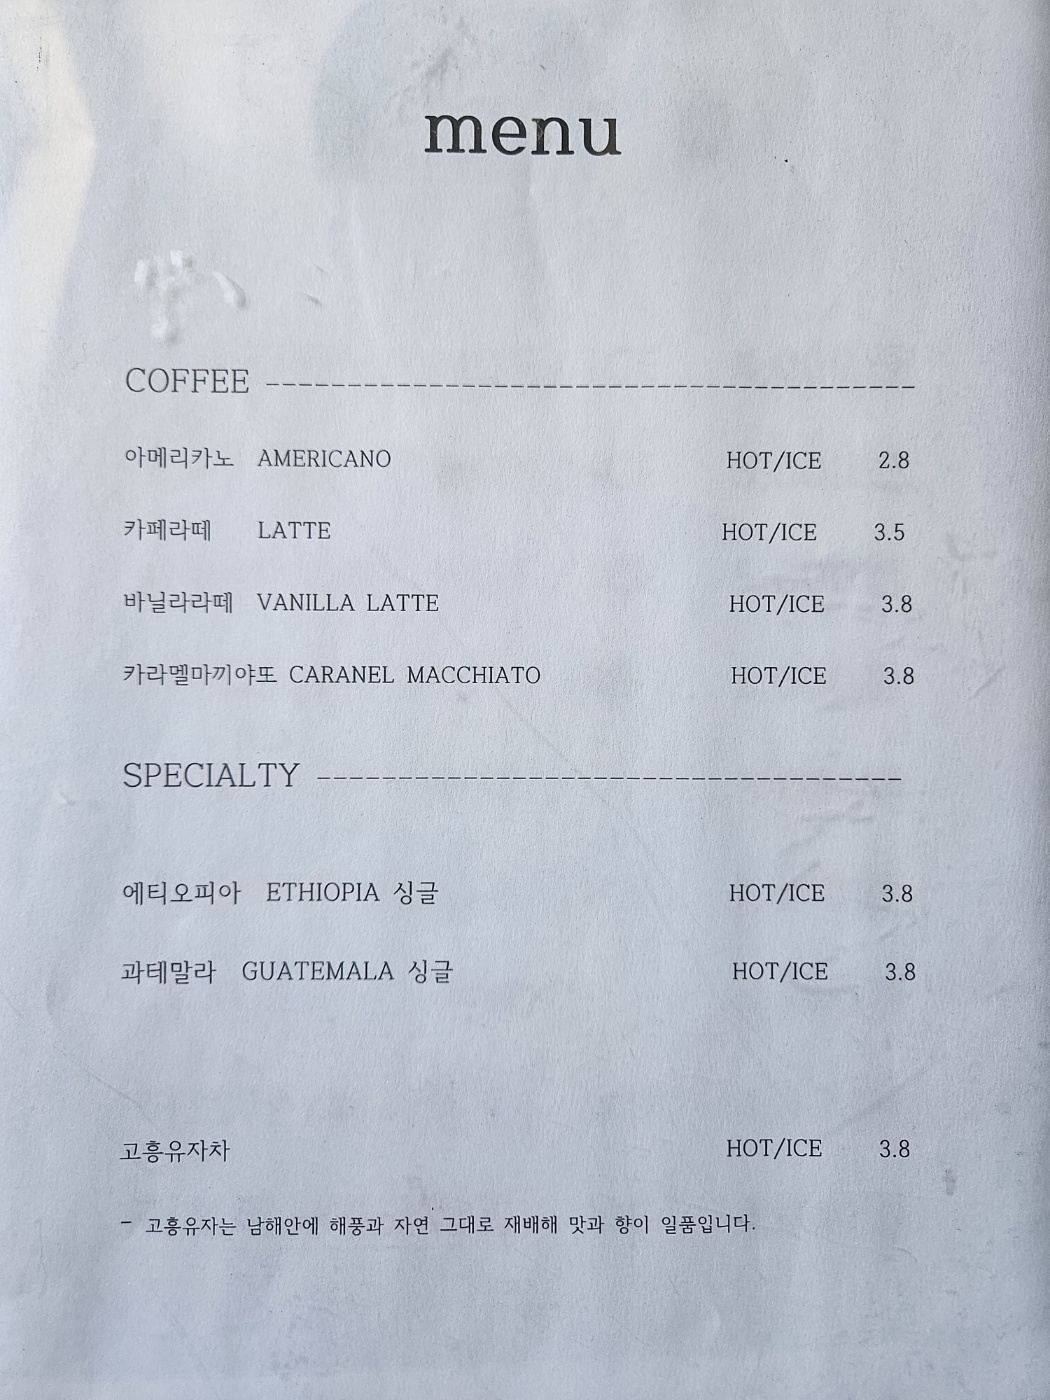 menu
COFFEE ----------------------------------------
아메리카노 AMERICANO HOT/ICE 2.8
카페라떼 LATTE HOT/ICE 3.5
바닐라라떼 VANILLA LATTE HOT/ICE 3.8
카라멜마끼야또 CARANEL MACCHIATO HOT/ICE 3.8
SPECIALTY ------------------------------------
에티오피아 ETHIOPIA 싱글 HOT/ICE 3.8
과테말라 GUATEMALA 싱글 HOT/ICE 3.8
고흥유자차 HOT/ICE 3.8
- 고흥유자는 남해안에 해풍과 자연 그대로 재배해 맛과 향이 일품입니다.